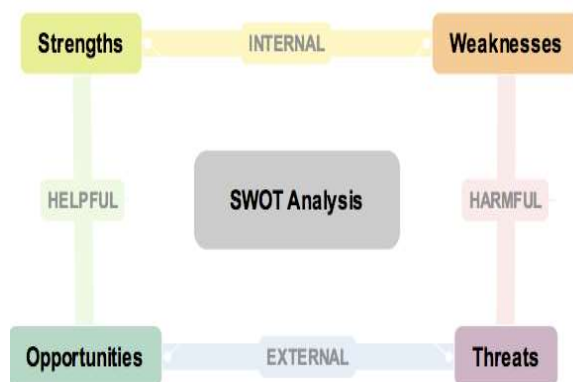 Strengths
INTERNAL
Weaknesses
HELPFUL
SWOT Analysis
HARMFUL
Opportunities
EXTERNAL
Threats